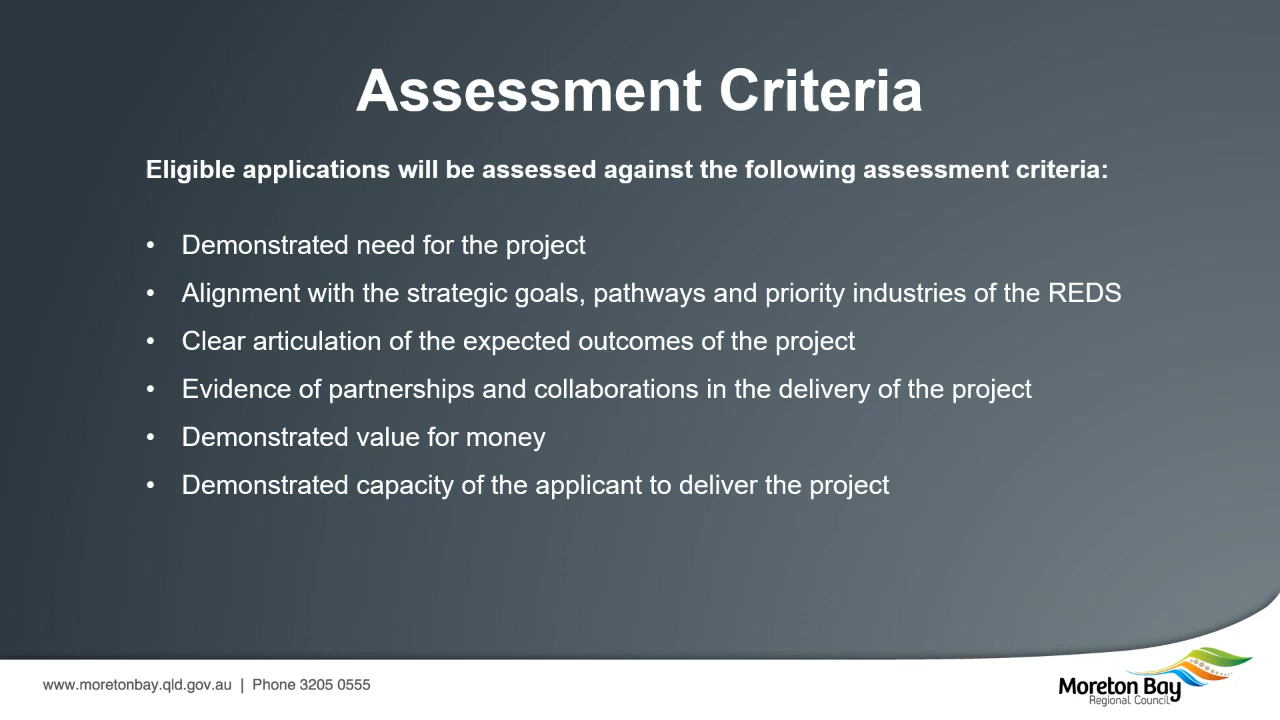 Assessment Criteria
Eligible applications will be assessed against the following assessment criteria:
• Demonstrated need for the project
• Alignment with the strategic goals, pathways and priority industries of the REDS
• Clear articulation of the expected outcomes of the project
• Evidence of partnerships and collaborations in the delivery of the project
• Demonstrated value for money
• Demonstrated capacity of the applicant to deliver the project
www.moretonbay.qld.gov.au | Phone 3205 0555
Moreton Bay
Regional Council